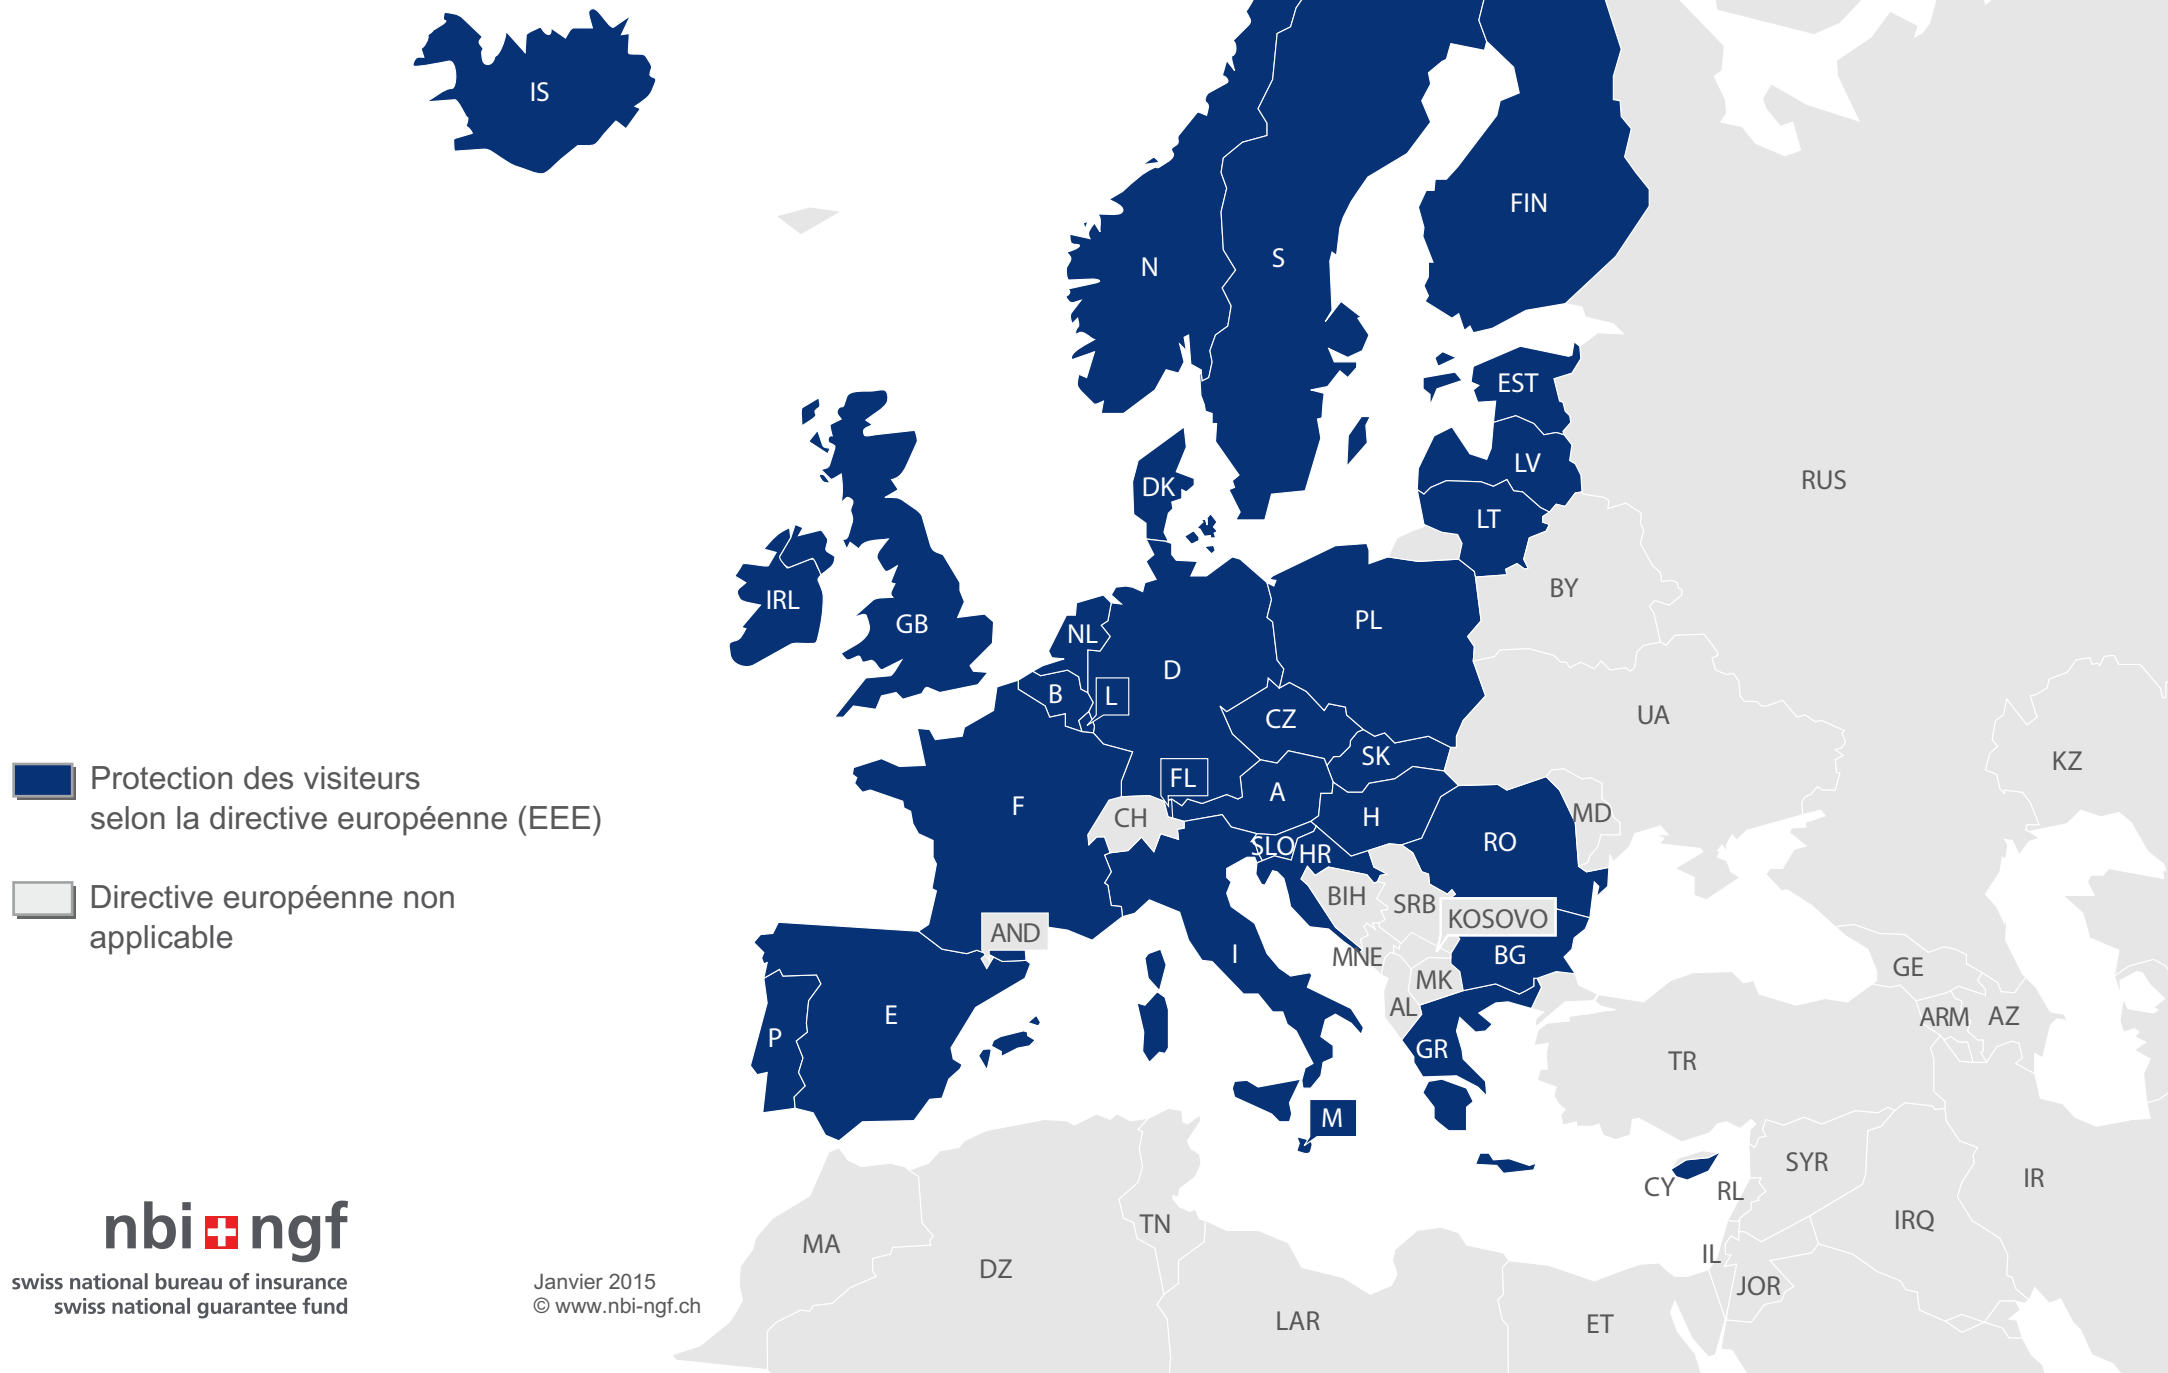 IS
FIN
N
S
EST
LV
RUS
DK
LT
BY
IRL
GB
NL
PL
D
B
L
UA
CZ
SK
KZ
Protection des visiteurs
selon la directive européenne (EEE)
FL
A
F
CH
H
MD
RO
SLO
HR
Directive européenne non
applicable
BIH
SRB
KOSOVO
AND
MNE
I
BG
GE
MK
AL
E
ARM
AZ
P
GR
TR
M
SYR
CY
RL
IR
IRQ
TN
MA
IL
DZ
JOR
LAR
ET
nbi ngf
swiss national bureau of insurance
swiss national guarantee fund
Janvier 2015
© www.nbi-ngf.ch